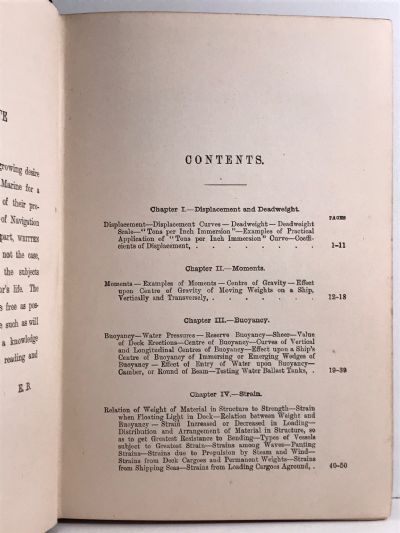 TE
growing desire
Marine for a
of their pro-
of Navigation
part, WRITTEN
not the case,
the subjects
or's life. The
s free as pos-
e such as will
a knowledge
reading and
E. B.
CONTENTS.
Chapter I.—Displacement and Deadweight.
PAGES
Displacement—Displacement Curves—Deadweight—Deadweight
Scale—"Tons per Inch Immersion"—Examples of Practical
Application of "Tons per Inch Immersion" Curve—Coeffi-
cients of Displacement, . . . . . . . 1-11
Chapter II.—Moments.
Moments—Examples of Moments—Centre of Gravity—Effect
upon Centre of Gravity of Moving Weights on a Ship,
Vertically and Transversely, . . . . . . 12-18
Chapter III.—Buoyancy.
Buoyancy—Water Pressures—Reserve Buoyancy—Sheer—Value
of Deck Erections—Centre of Buoyancy—Curves of Vertical
and Longitudinal Centres of Buoyancy—Effect upon a Ship's
Centre of Buoyancy of Immersing or Emerging Wedges of
Buoyancy—Effect of Entry of Water upon Buoyancy—
Camber, or Round of Beam—Testing Water Ballast Tanks, . 19-39
Chapter IV.—Strain.
Relation of Weight of Material in Structure to Strength—Strain
when Floating Light in Dock—Relation between Weight and
Buoyancy—Strain Increased or Decreased in Loading—
Distribution and Arrangement of Material in Structure, so
as to get Greatest Resistance to Bending—Types of Vessels
subject to Greatest Strain—Strains among Waves—Panting
Strains—Strains due to Propulsion by Steam and Wind—
Strains from Deck Cargoes and Permanent Weights—Strains
from Shipping Seas—Strains from Loading Cargoes Aground, . 40-50